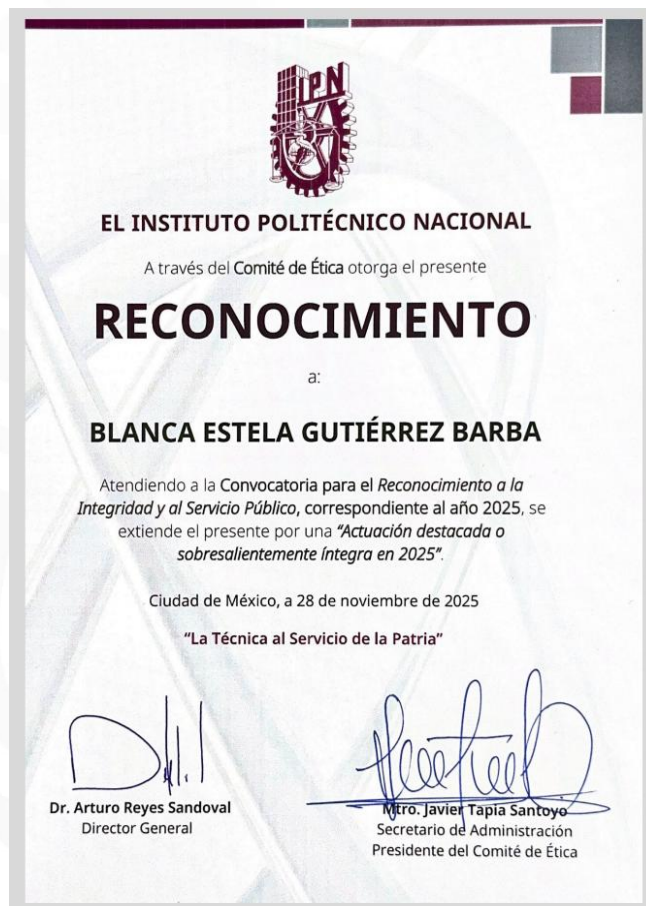 IPN
EL INSTITUTO POLITÉCNICO NACIONAL
A través del Comité de Ética otorga el presente
RECONOCIMIENTO
a:
BLANCA ESTELA GUTIÉRREZ BARBA
Atendiendo a la Convocatoria para el Reconocimiento a la
Integridad y al Servicio Público, correspondiente al año 2025, se
extiende el presente por una “Actuación destacada o
sobresalientemente íntegra en 2025”.
Ciudad de México, a 28 de noviembre de 2025
“La Técnica al Servicio de la Patria”
Dr. Arturo Reyes Sandoval
Director General
Mtro. Javier Tapia Santoyo
Secretario de Administración
Presidente del Comité de Ética